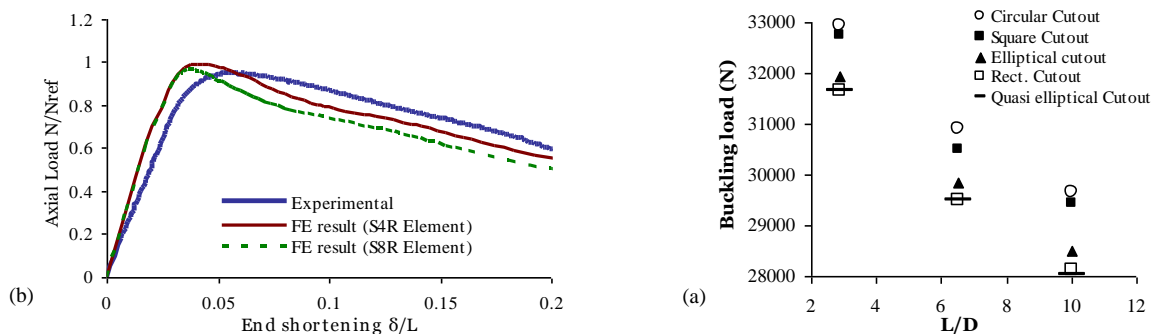 1.2
1
0.8
0.6
0.4
0.2
0
Axial Load N/Nref
Experimental
FE result (S4R Element)
FE result (S8R Element)
0 0.05 0.1 0.15 0.2
End shortening δ/L
(b)
33000
32000
31000
30000
29000
28000
Buckling load (N)
Circular Cutout
Square Cutout
Elliptical cutout
Rect. Cutout
Quasi elliptical Cutout
2 4 6 8 10 12
L/D
(a)